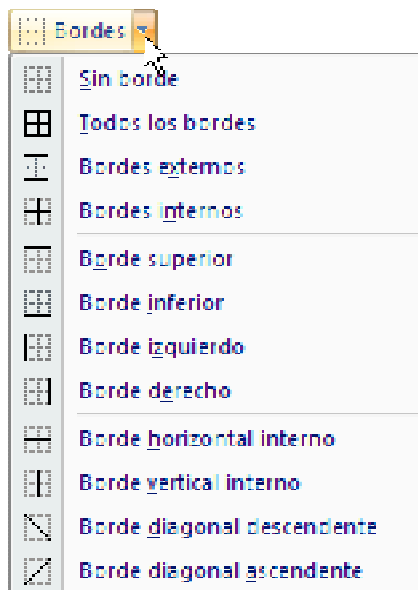 Bordes
Sin borde
Todos los bordes
Bordes externos
Bordes internos
Borde superior
Borde inferior
Borde izquierdo
Borde derecho
Borde horizontal interno
Borde vertical interno
Borde diagonal descendente
Borde diagonal ascendente